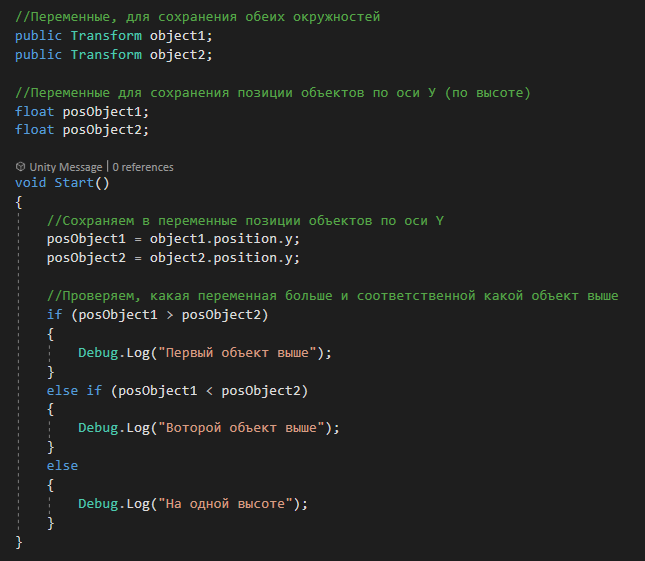 //Переменные, для сохранения обеих окружностей
public Transform object1;
public Transform object2;
//Переменные для сохранения позиции объектов по оси У (по высоте)
float posObject1;
float posObject2;
Unity Message | 0 references
void Start()
{
//Сохраняем в переменные позиции объектов по оси Y
posObject1 = object1.position.y;
posObject2 = object2.position.y;
//Проверяем, какая переменная больше и соответственной какой объект выше
if (posObject1 > posObject2)
{
Debug.Log("Первый объект выше");
}
else if (posObject1 < posObject2)
{
Debug.Log("Воторой объект выше");
}
else
{
Debug.Log("На одной высоте");
}
}